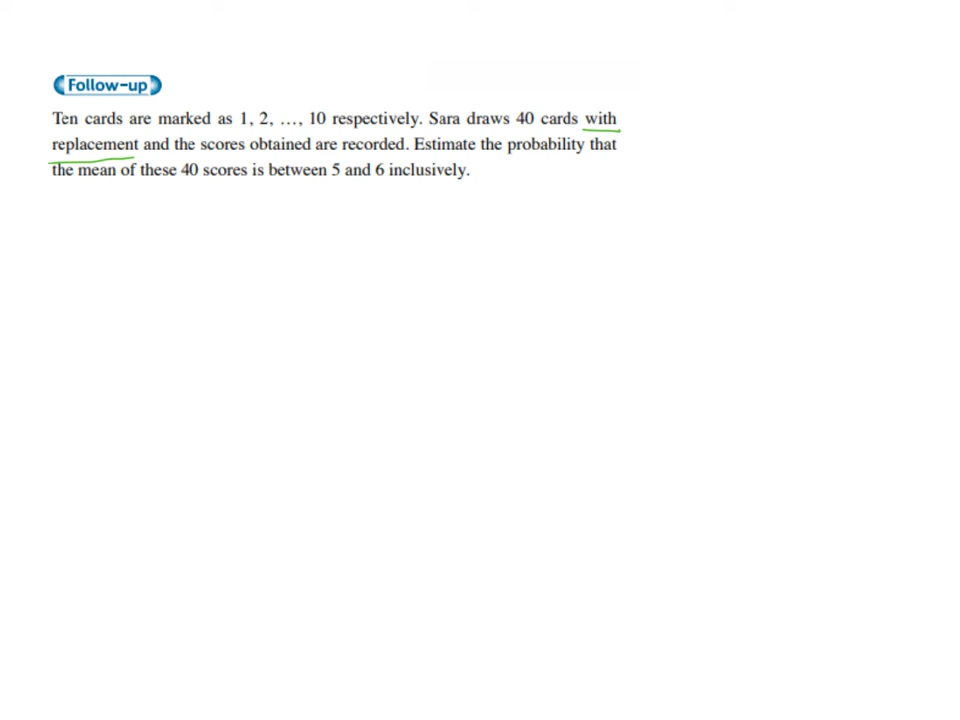 Follow-up
Ten cards are marked as 1, 2, …, 10 respectively. Sara draws 40 cards with
replacement and the scores obtained are recorded. Estimate the probability that
the mean of these 40 scores is between 5 and 6 inclusively.